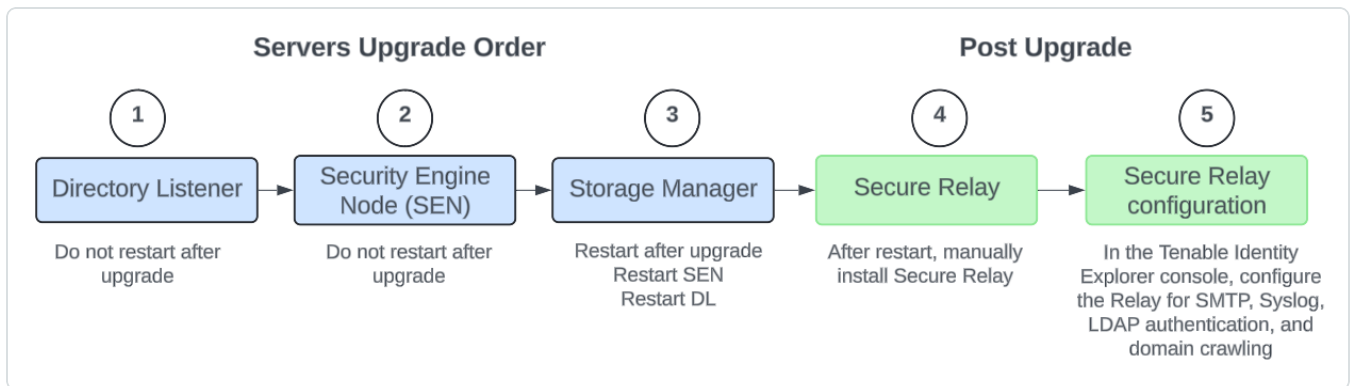 Servers Upgrade Order
Post Upgrade
1
2
3
4
5
Directory Listener
Security Engine
Node (SEN)
Storage Manager
Secure Relay
Secure Relay
configuration
Do not restart after
upgrade
Do not restart after
upgrade
Restart after upgrade
Restart SEN
Restart DL
After restart, manually
install Secure Relay
In the Tenable Identity
Explorer console, configure
the Relay for SMTP, Syslog,
LDAP authentication, and
domain crawling